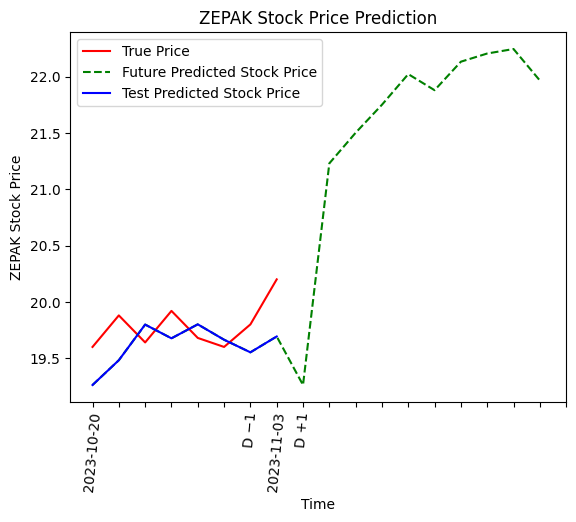 ZEPAK Stock Price Prediction
True Price
Future Predicted Stock Price
Test Predicted Stock Price
ZEPAK Stock Price
22.0
21.5
21.0
20.5
20.0
19.5
2023-10-20
D −1
2023-11-03
D +1
Time